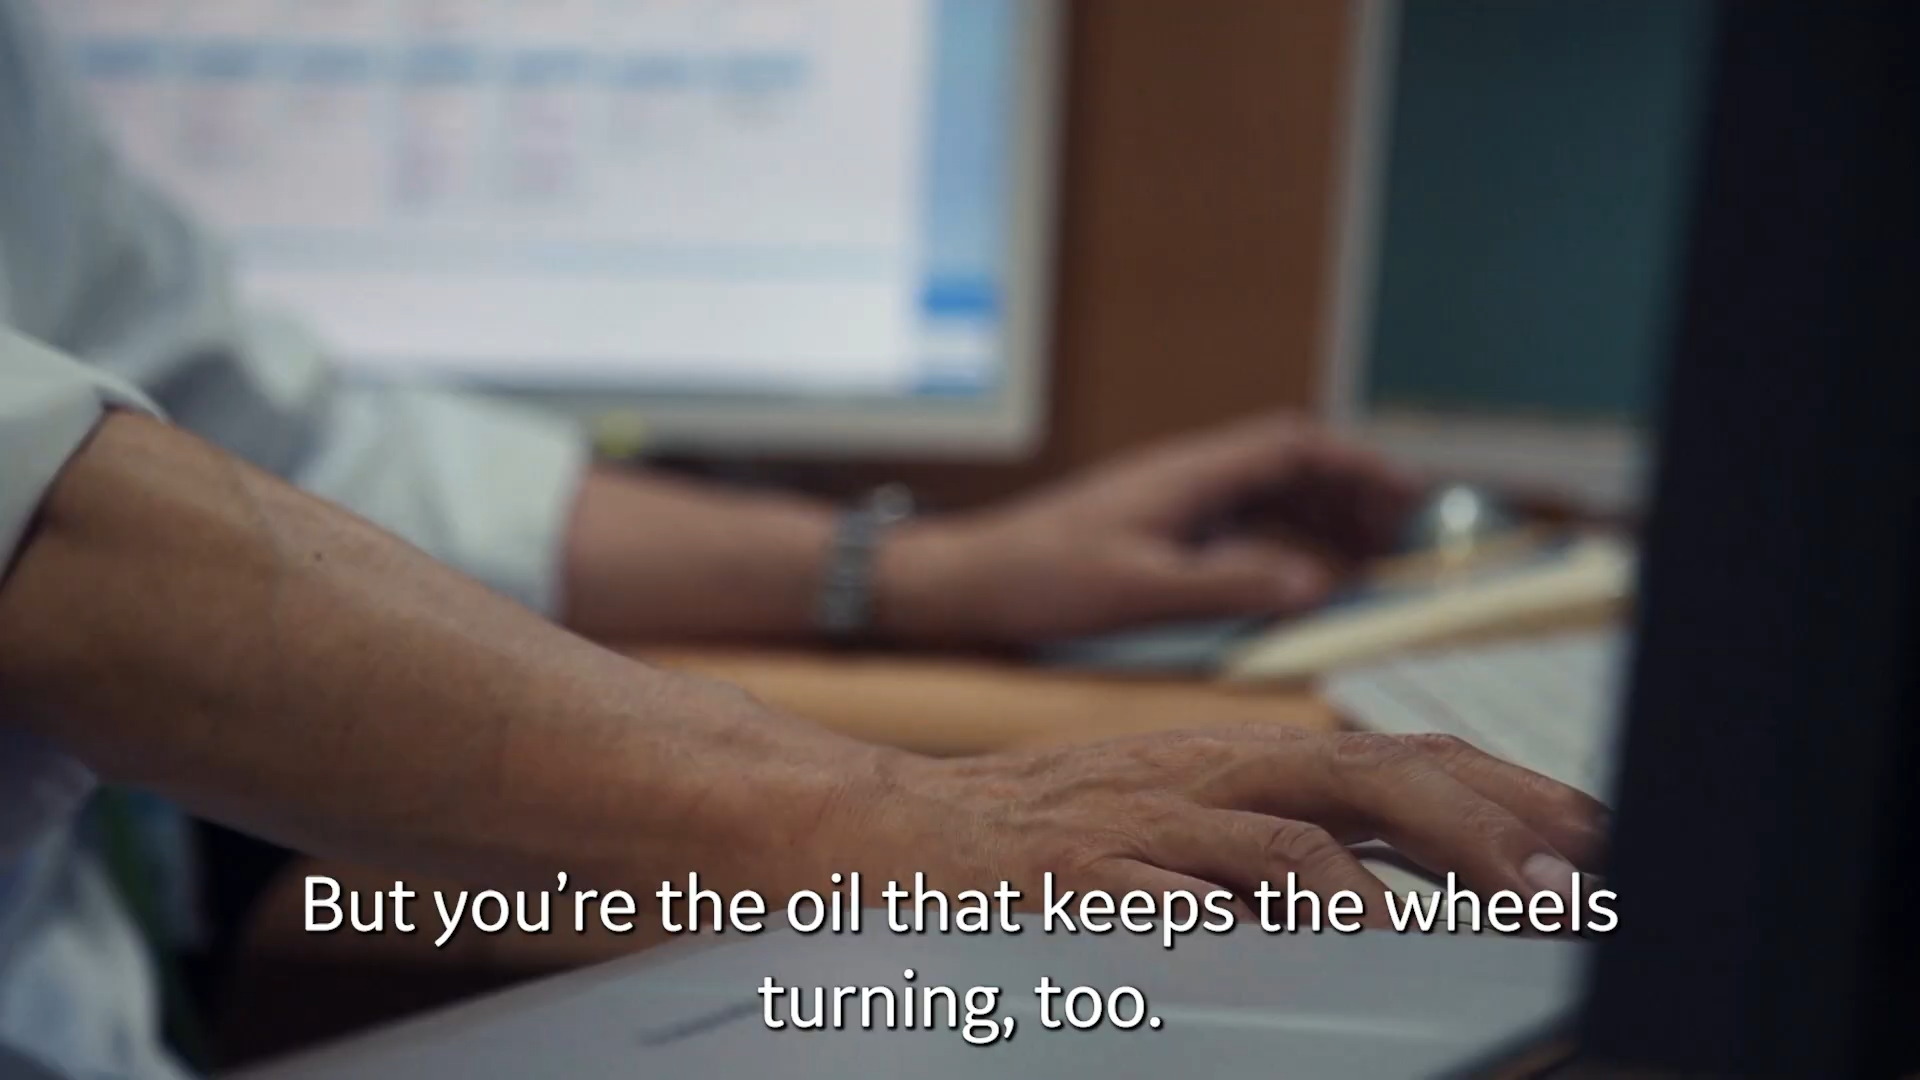 But you’re the oil that keeps the wheels
turning, too.